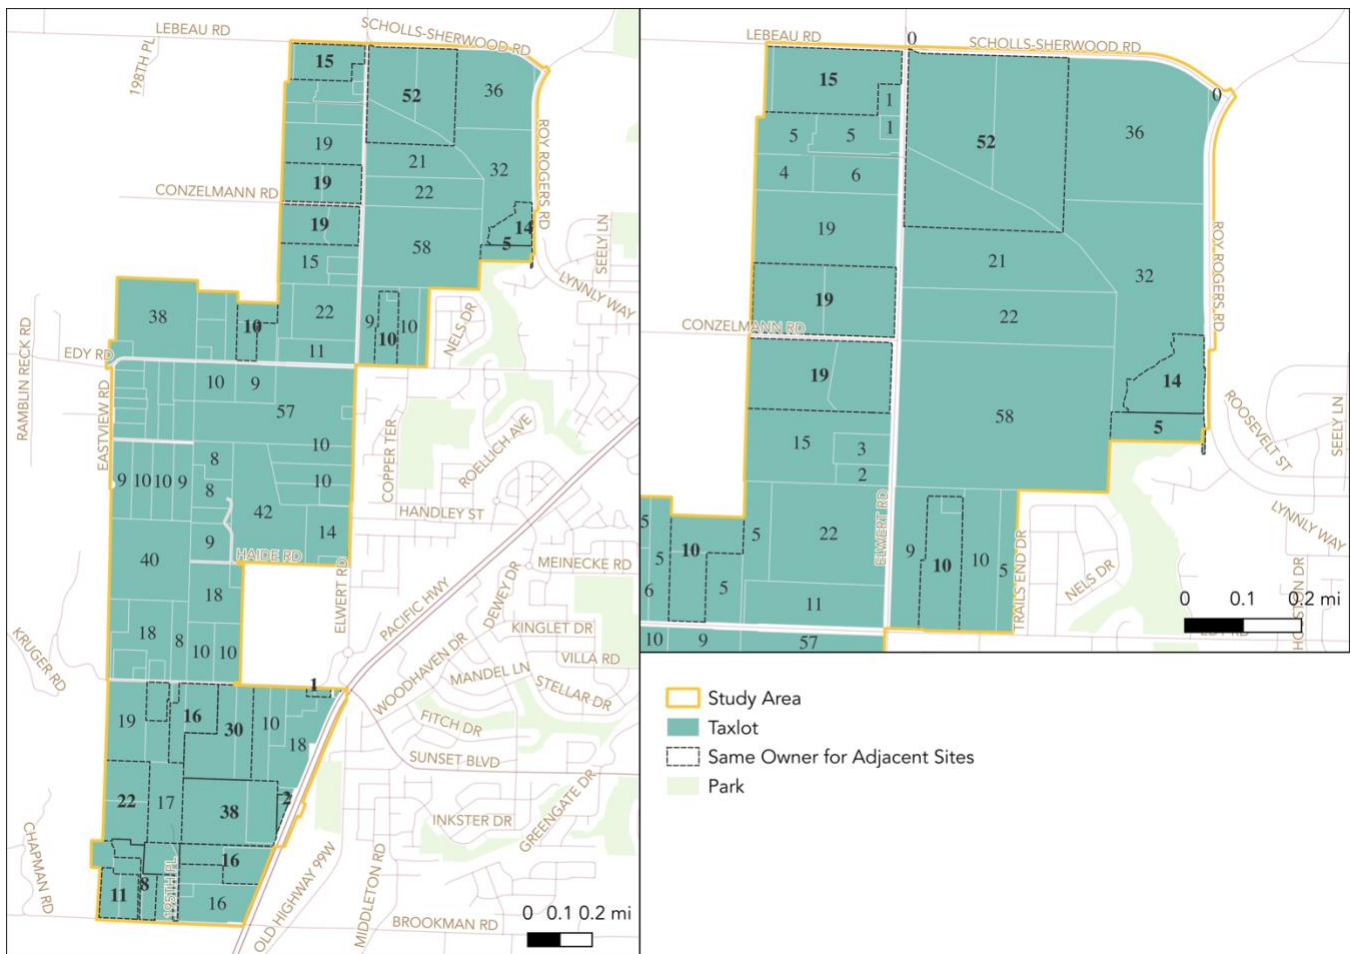 LEBEAU RD
SCHOLLS-SHERWOOD RD
198TH PL
15
52
36
ROY ROGERS RD
19
21
32
CONZELMANN RD
19
22
19
14
5
58
15
SEELY LN
LYNNLY WAY
38
10
22
9
10
10
NELS DR
11
RAMBLIN RECK RD
EDY RD
EASTVIEW RD
10
9
57
10
COPPER TER
ROELLICH AVE
8
9
10
10
9
8
10
42
14
HANDLEY ST
9
HAIDE RD
40
18
ELWERT RD
PACIFIC HWY
MEINECKE RD
DEWEY DR
KINGLET DR
18
8
10
10
WOODHAVEN DR
VILLA RD
MANDEL LN
STELLAR DR
KRUGER RD
1
19
16
30
10
18
FITCH DR
SUNSET BLVD
22
17
38
2
INKSTER DR
GREENGATE DR
CHAPMAN RD
16
11
8
195TH PL
16
OLD HIGHWAY 99W
MIDDLETON RD
BROOKMAN RD
0 0.1 0.2 mi
LEBEAU RD
0
SCHOLLS-SHERWOOD RD
15
1
0
5
5
1
52
36
4
6
19
21
32
ROY ROGERS RD
19
22
CONZELMANN RD
19
14
58
5
15
3
2
ROOSEVELT ST
SEELY LN
LYNNLY WAY
5
10
5
22
ELWERT RD
9
10
10
5
TRAILS END DR
NELS DR
5
6
5
11
0 0.1 0.2 mi
10
9
57
EDY RD
Study Area
Taxlot
Same Owner for Adjacent Sites
Park